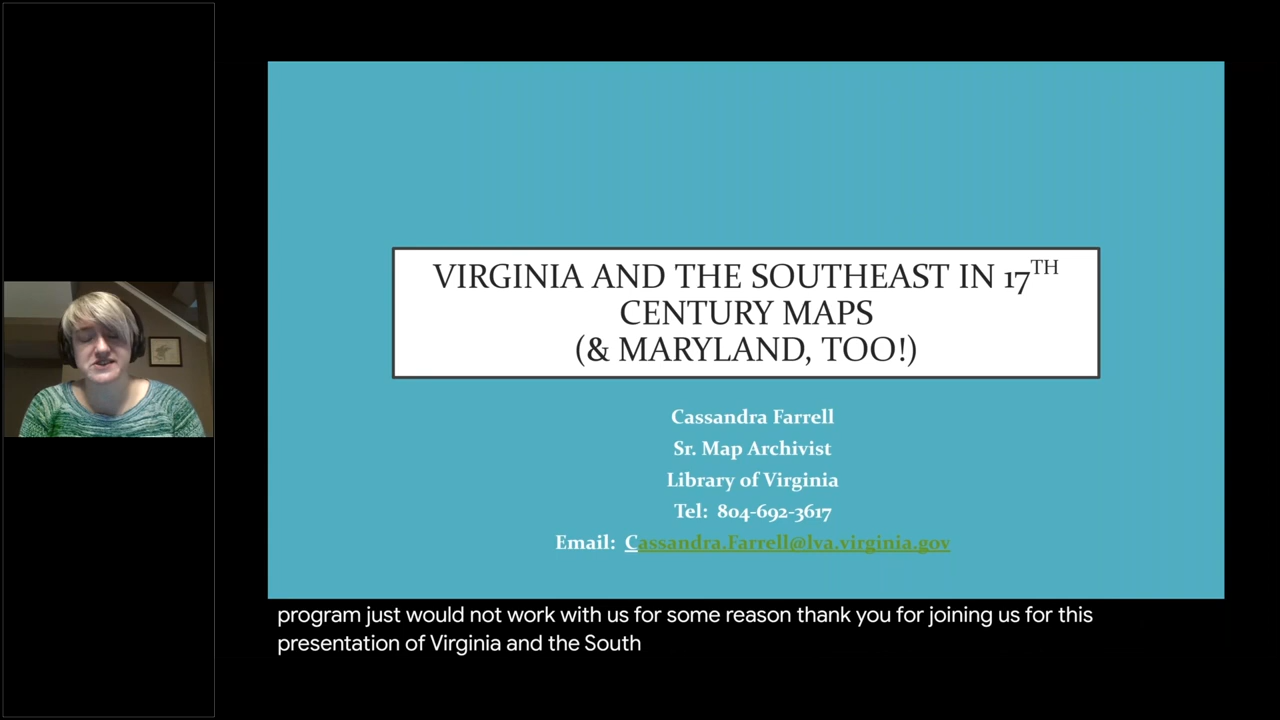 VIRGINIA AND THE SOUTHEAST IN 17TH
CENTURY MAPS
(& MARYLAND, TOO!)
Cassandra Farrell
Sr. Map Archivist
Library of Virginia
Tel: 804-692-3617
Email: Cassandra.Farrell@lva.virginia.gov
program just would not work with us for some reason thank you for joining us for this
presentation of Virginia and the South